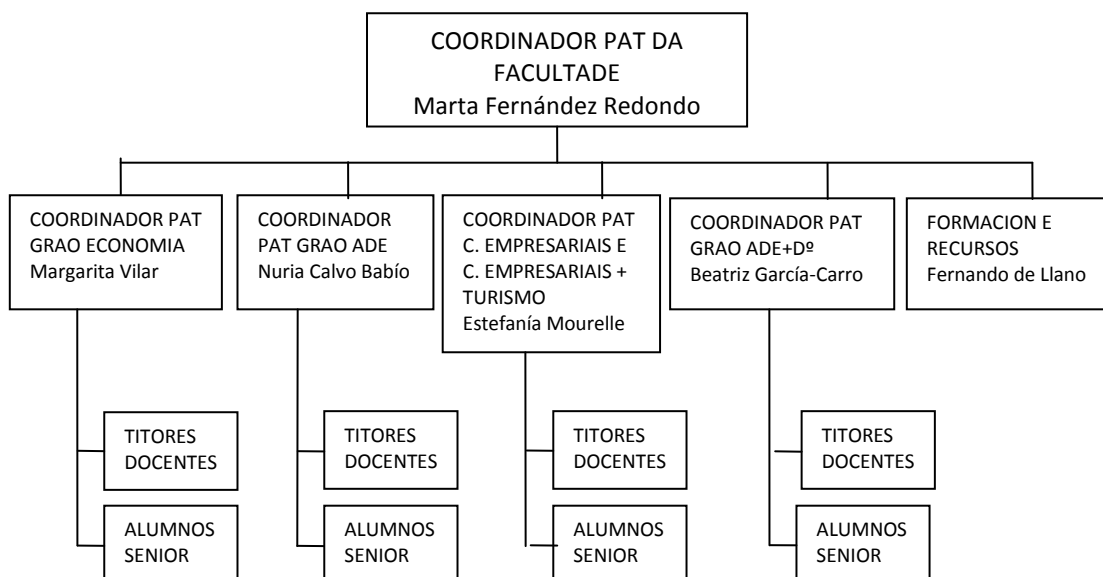 COORDINADOR PAT DA
FACULTADE
Marta Fernández Redondo
COORDINADOR PAT
GRAO ECONOMIA
Margarita Vilar
COORDINADOR
PAT GRAO ADE
Nuria Calvo Babío
COORDINADOR PAT
C. EMPRESARIAIS E
C. EMPRESARIAIS +
TURISMO
Estefanía Mourelle
COORDINADOR PAT
GRAO ADE+Dº
Beatriz García-Carro
FORMACION E
RECURSOS
Fernando de Llano
TITORES
DOCENTES
TITORES
DOCENTES
TITORES
DOCENTES
TITORES
DOCENTES
ALUMNOS
SENIOR
ALUMNOS
SENIOR
ALUMNOS
SENIOR
ALUMNOS
SENIOR